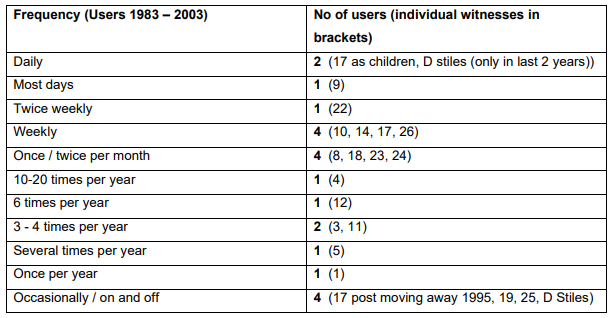 Frequency (Users 1983 – 2003) No of users (individual witnesses in
brackets)
Daily 2 (17 as children, D stiles (only in last 2 years))
Most days 1 (9)
Twice weekly 1 (22)
Weekly 4 (10, 14, 17, 26)
Once / twice per month 4 (8, 18, 23, 24)
10-20 times per year 1 (4)
6 times per year 1 (12)
3 - 4 times per year 2 (3, 11)
Several times per year 1 (5)
Once per year 1 (1)
Occasionally / on and off 4 (17 post moving away 1995, 19, 25, D Stiles)